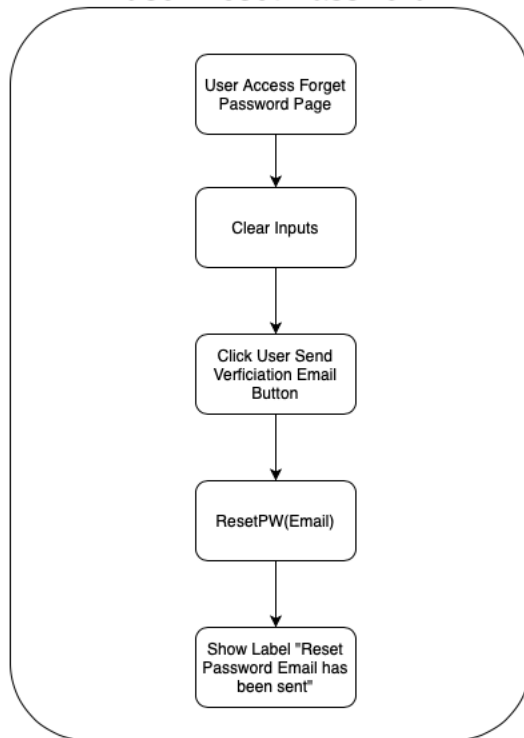 User Access Forget
Password Page
Clear Inputs
Click User Send
Verficiation Email
Button
ResetPW(Email)
Show Label "Reset
Password Email has
been sent"